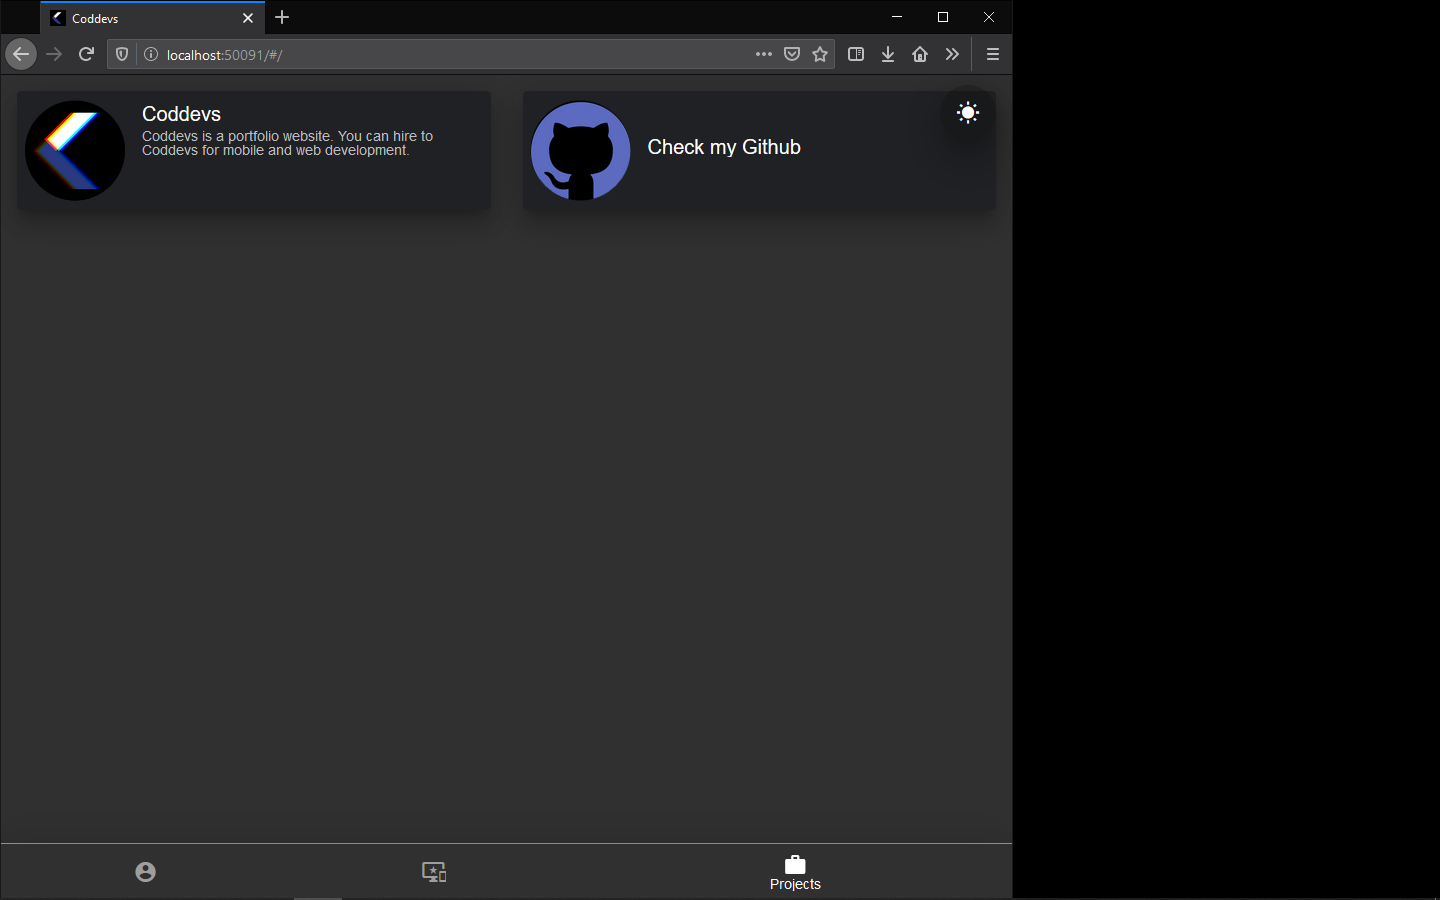 Coddevs
localhost:50091/#/
Coddevs
Coddevs is a portfolio website. You can hire to
Coddevs for mobile and web development.
Check my Github
Projects